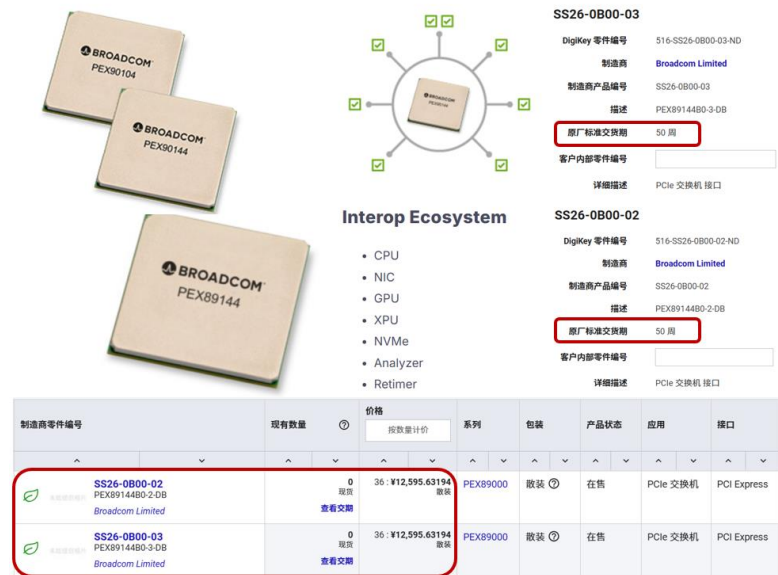 BROADCOM
PEX90104
BROADCOM
PEX90144
BROADCOM
PEX89144
BROADCOM
Interop Ecosystem
• CPU
• NIC
• GPU
• XPU
• NVMe
• Analyzer
• Retimer
SS26-0B00-03
DigiKey 零件编号 516-SS26-0B00-03-ND
制造商 Broadcom Limited
制造商产品编号 SS26-0B00-03
描述 PEX89144B0-3-DB
原厂标准交货期 50 周
客户内部零件编号
详细描述 PCIe 交换机 接口
SS26-0B00-02
DigiKey 零件编号 516-SS26-0B00-02-ND
制造商 Broadcom Limited
制造商产品编号 SS26-0B00-02
描述 PEX89144B0-2-DB
原厂标准交货期 50 周
客户内部零件编号
详细描述 PCIe 交换机 接口
制造商零件编号 现有数量 价格 系列 包装 产品状态 应用 接口
按数量计价
SS26-0B00-02 0 36 : ¥12,595.63194 PEX89000 散装 在售 PCIe 交换机 PCI Express
PEX89144B0-2-DB 现货 散装
Broadcom Limited 查看交期
SS26-0B00-03 0 36 : ¥12,595.63194 PEX89000 散装 在售 PCIe 交换机 PCI Express
PEX89144B0-3-DB 现货 散装
Broadcom Limited 查看交期